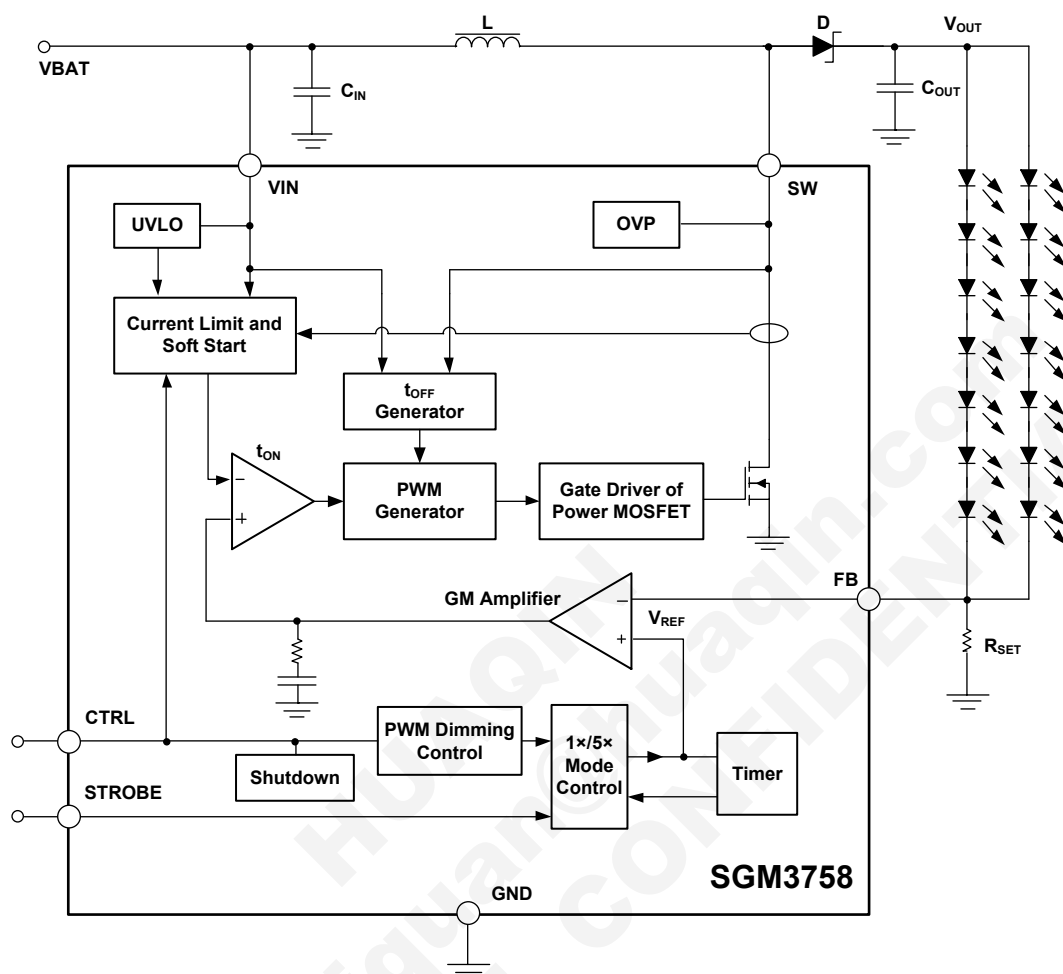 L
D
VOUT
VBAT
CIN
COUT
VIN
SW
UVLO
OVP
Current Limit and
Soft Start
tOFF
Generator
tON
−
+
PWM
Generator
Gate Driver of
Power MOSFET
FB
GM Amplifier
−
VREF
+
RSET
CTRL
PWM Dimming
Control
1×/5×
Mode
Control
Timer
Shutdown
STROBE
SGM3758
GND
HUAQIN
CONFIDENTIA